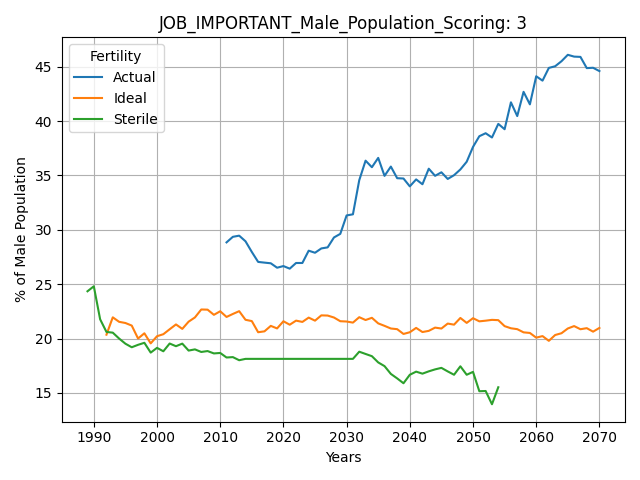 JOB_IMPORTANT_Male_Population_Scoring: 3
Fertility
Actual
Ideal
Sterile
% of Male Population
45
40
35
30
25
20
15
1990
2000
2010
2020
2030
2040
2050
2060
2070
Years